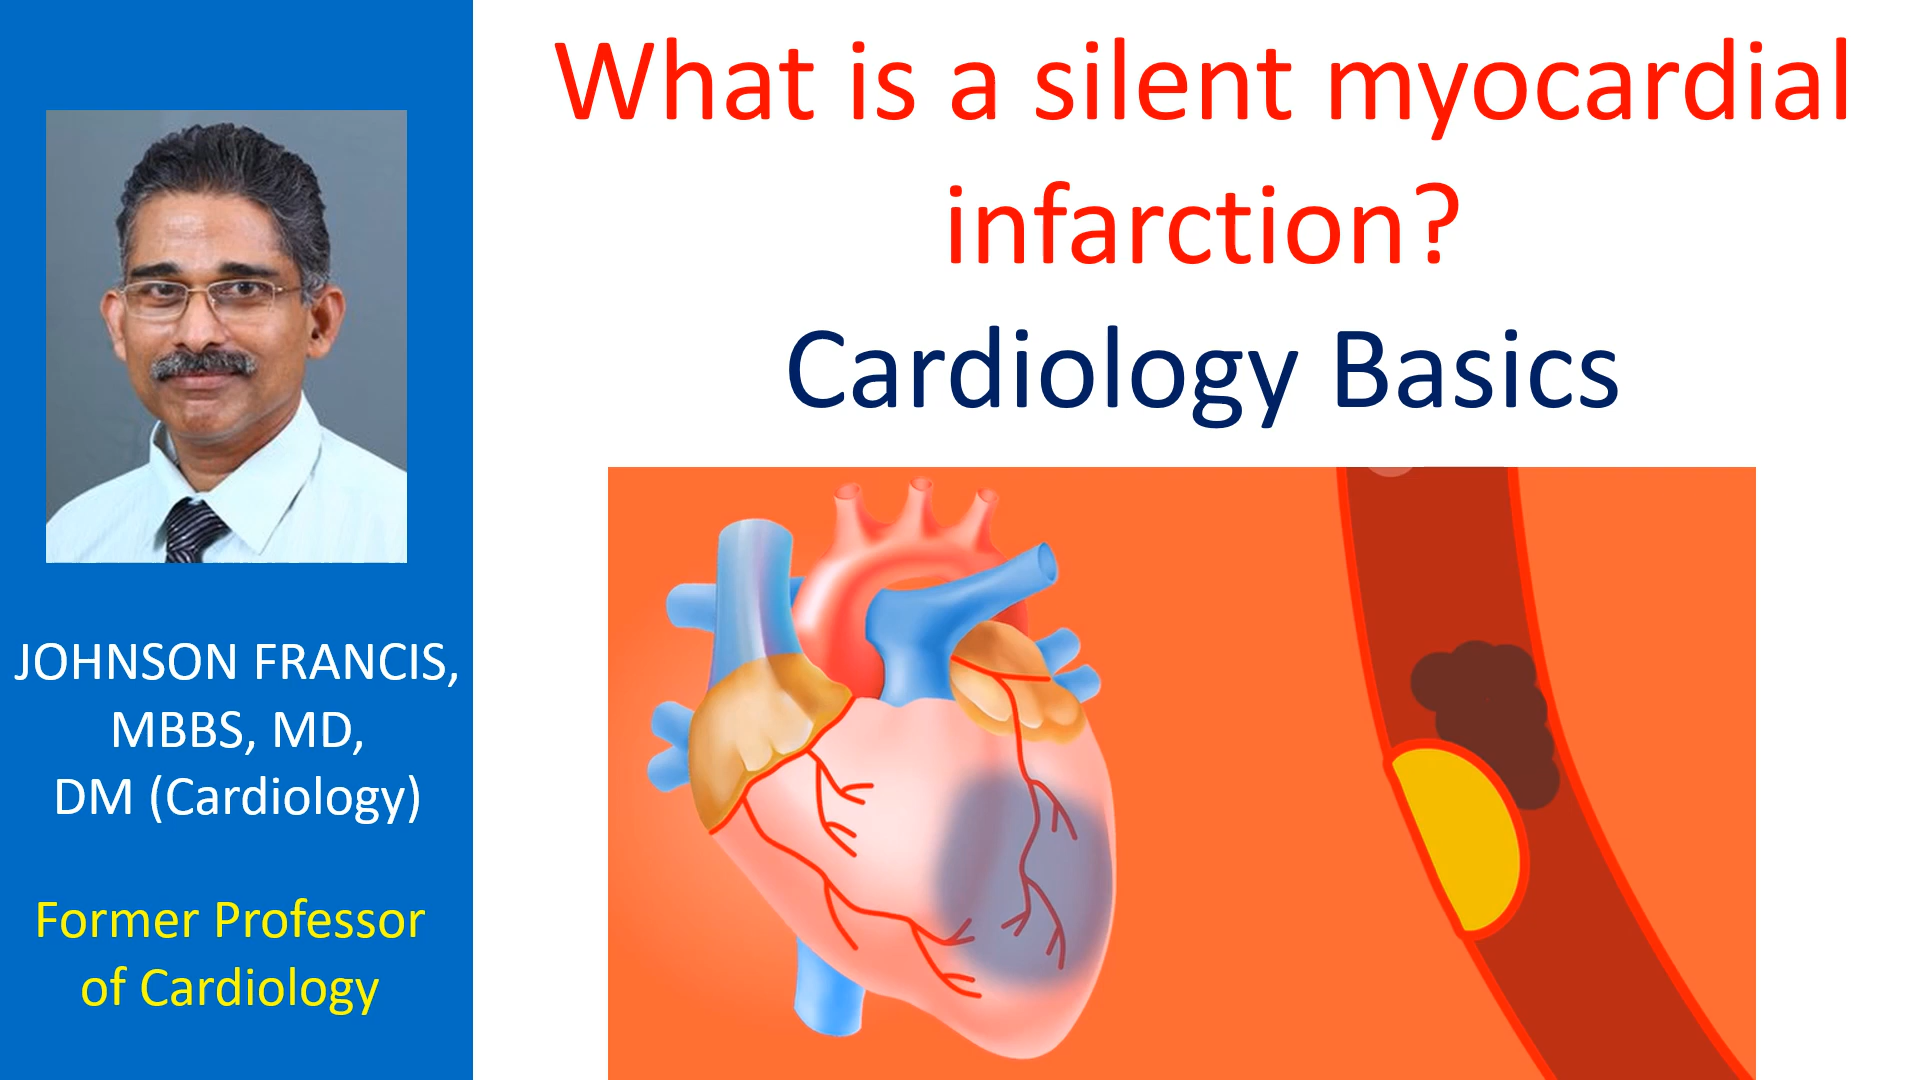 What is a silent myocardial
infarction?
Cardiology Basics
JOHNSON FRANCIS,
MBBS, MD,
DM (Cardiology)
Former Professor
of Cardiology